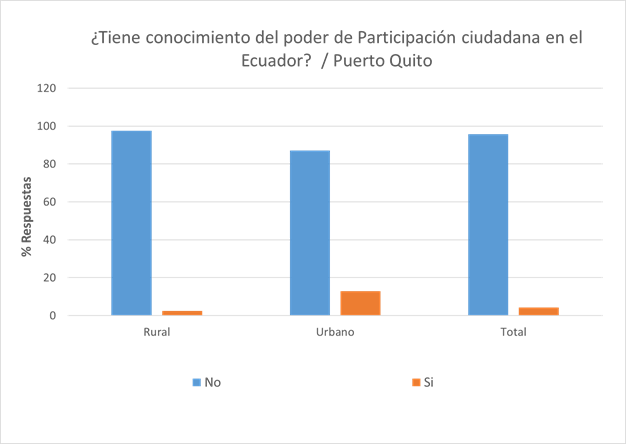 ¿Tiene conocimiento del poder de Participación ciudadana en el
Ecuador? / Puerto Quito
120
100
80
60
40
20
0
% Respuestas
Rural
Urbano
Total
No
Si